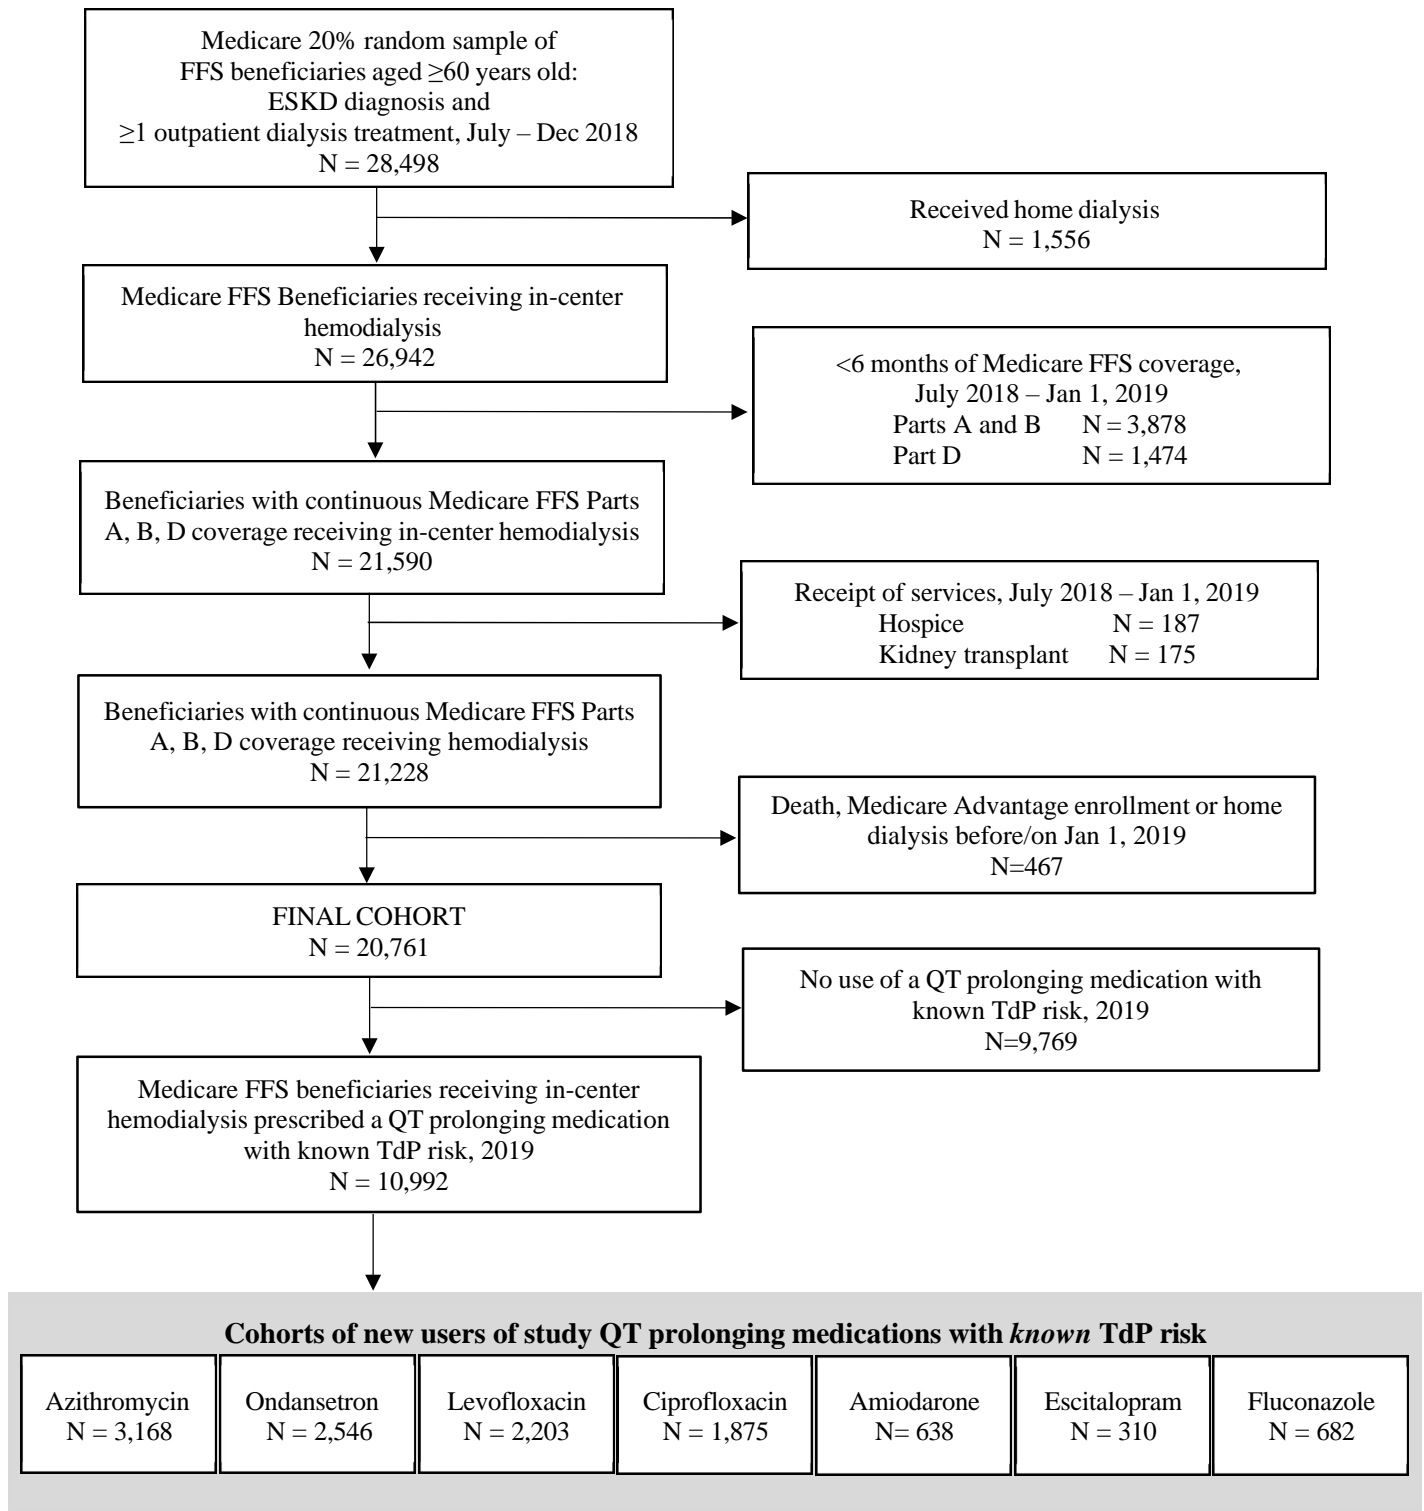 Medicare 20% random sample of
FFS beneficiaries aged ≥60 years old:
ESKD diagnosis and
≥1 outpatient dialysis treatment, July – Dec 2018
N = 28,498
Received home dialysis
N = 1,556
Medicare FFS Beneficiaries receiving in-center
hemodialysis
N = 26,942
<6 months of Medicare FFS coverage,
July 2018 – Jan 1, 2019
Parts A and B N = 3,878
Part D N = 1,474
Beneficiaries with continuous Medicare FFS Parts
A, B, D coverage receiving in-center hemodialysis
N = 21,590
Receipt of services, July 2018 – Jan 1, 2019
Hospice N = 187
Kidney transplant N = 175
Beneficiaries with continuous Medicare FFS Parts
A, B, D coverage receiving hemodialysis
N = 21,228
Death, Medicare Advantage enrollment or home
dialysis before/on Jan 1, 2019
N=467
FINAL COHORT
N = 20,761
No use of a QT prolonging medication with
known TdP risk, 2019
N=9,769
Medicare FFS beneficiaries receiving in-center
hemodialysis prescribed a QT prolonging medication
with known TdP risk, 2019
N = 10,992
Cohorts of new users of study QT prolonging medications with known TdP risk
Azithromycin
N = 3,168
Ondansetron
N = 2,546
Levofloxacin
N = 2,203
Ciprofloxacin
N = 1,875
Amiodarone
N= 638
Escitalopram
N = 310
Fluconazole
N = 682